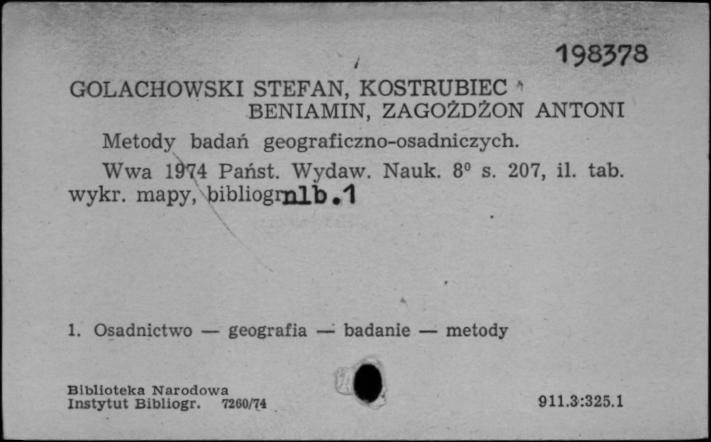 198378
GOLACHOWSKI STEFAN, KOSTRUBIEC
BENIAMIN, ZAGOŻDŻON ANTONI
Metody badań geograficzno-osadniczych.
Wwa 1974 Państ. Wydaw. Nauk. 8° s. 207, il. tab.
wykr. mapy, bibliogr nlb.1
1. Osadnictwo — geografia — badanie — metody
Biblioteka Narodowa
Instytut Bibliogr. 7260/74
911.3:325.1